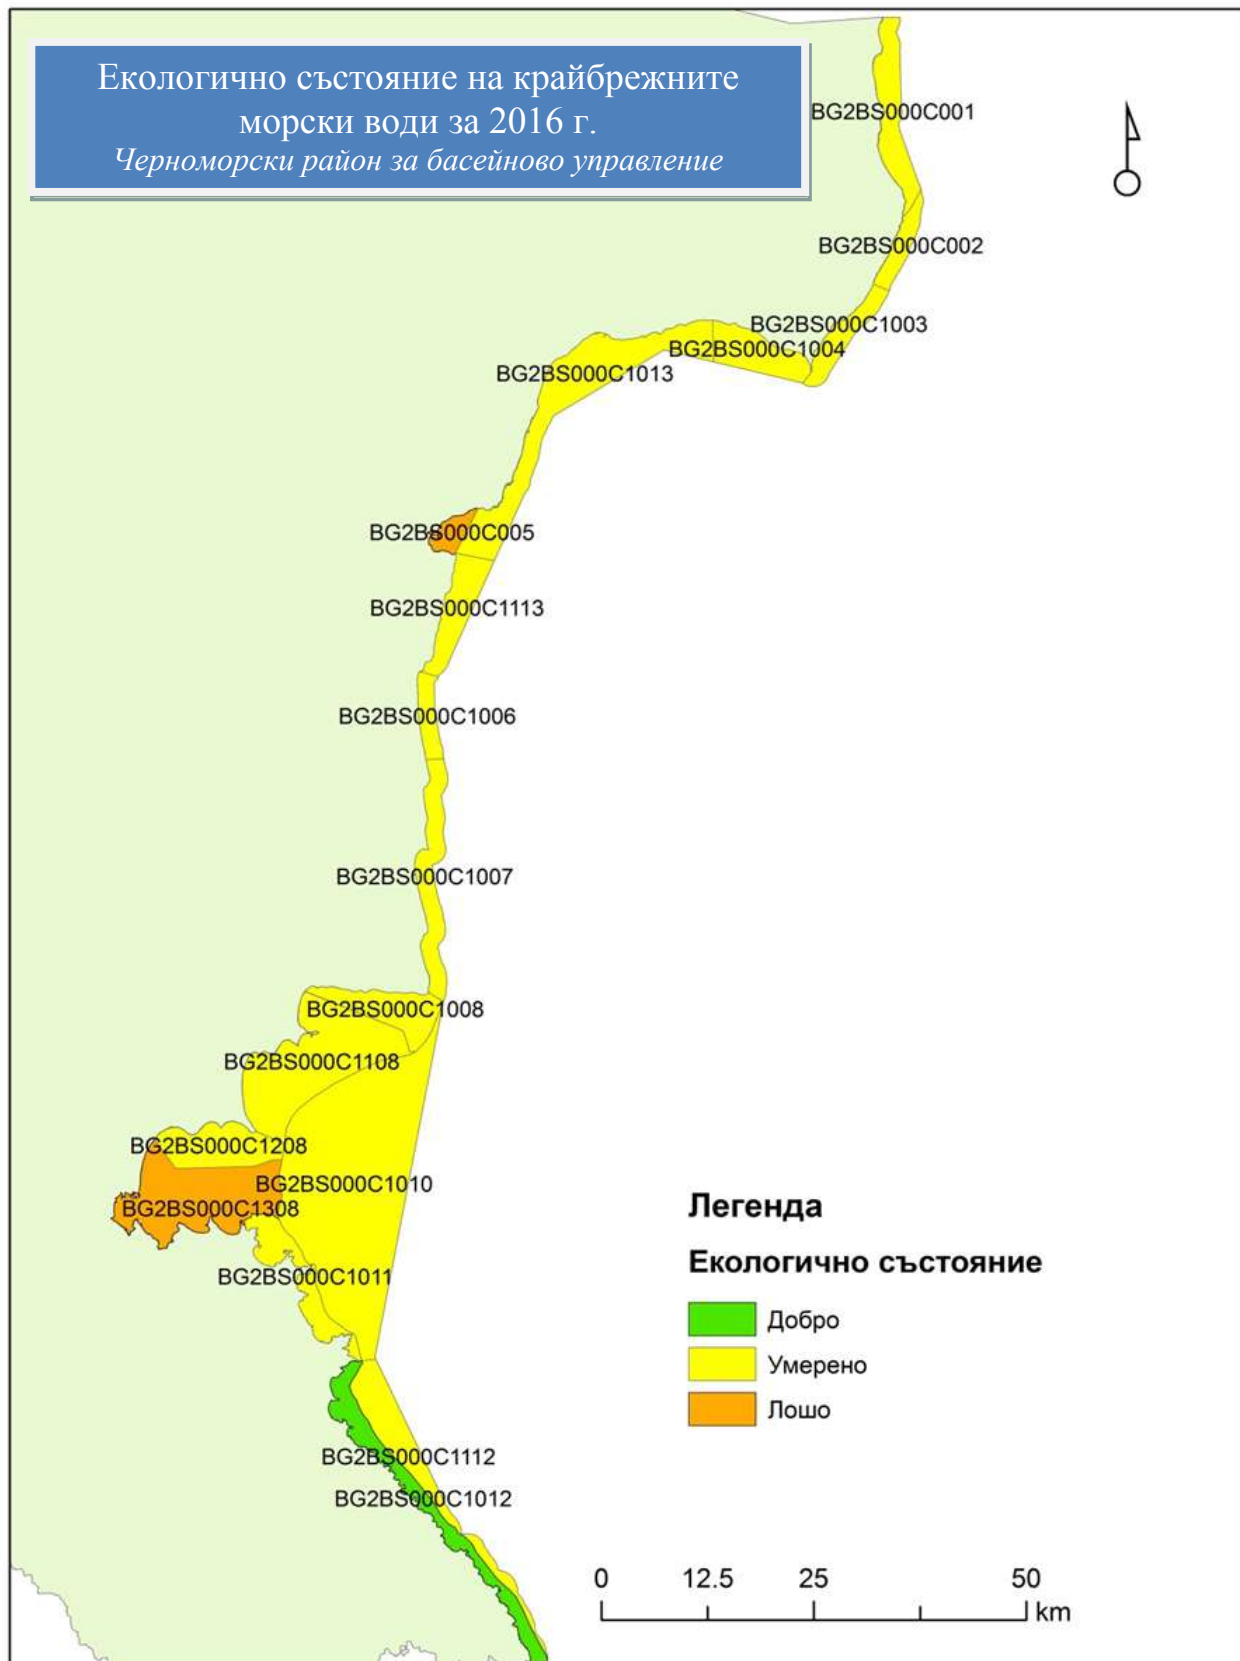 Екологично състояние на крайбрежните
морски води за 2016 г.
Черноморски район за басейново управление
BG2BS000C001
BG2BS000C002
BG2BS000C1003
BG2BS000C1004
BG2BS000C1013
BG2BS000C005
BG2BS000C1113
BG2BS000C1006
BG2BS000C1007
BG2BS000C1008
BG2BS000C1108
BG2BS000C1208
BG2BS000C1010
BG2BS000C1308
BG2BS000C1011
BG2BS000C1112
BG2BS000C1012
Легенда
Екологично състояние
Добро
Умерено
Лошо
0 12.5 25 50
km